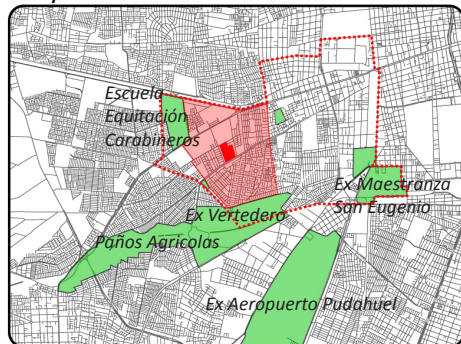 Escuela
Equitación
Carabineros
Ex Maestranza
San Eugenio
Ex Vertedero
Paños Agrícolas
Ex Aeropuerto Pudahuel